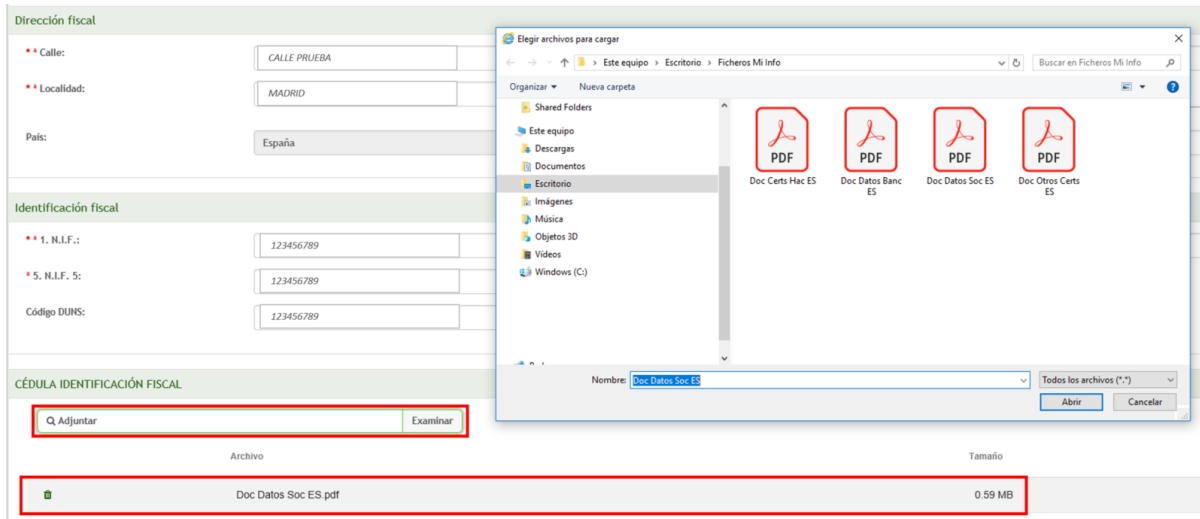 Dirección fiscal
* * Calle:
CALLE PRUEBA
* * Localidad:
MADRID
País:
España
Identificación fiscal
* * 1. N.I.F.:
123456789
* 5. N.I.F. 5:
123456789
Código DUNS:
123456789
CÉDULA IDENTIFICACIÓN FISCAL
Adjuntar
Examinar
Archivo
Tamaño
Doc Datos Soc ES.pdf
0.59 MB
Elegir archivos para cargar
Este equipo > Escritorio > Ficheros Mi Info
Buscar en Ficheros Mi Info
Organizar
Nueva carpeta
Shared Folders
Este equipo
Descargas
Documentos
Escritorio
Imágenes
Música
Objetos 3D
Vídeos
Windows (C:)
PDF
Doc Certs Hac ES
PDF
Doc Datos Banc
ES
PDF
Doc Datos Soc ES
PDF
Doc Otros Certs
ES
Nombre:
Doc Datos Soc ES
Todos los archivos (*.*)
Abrir
Cancelar